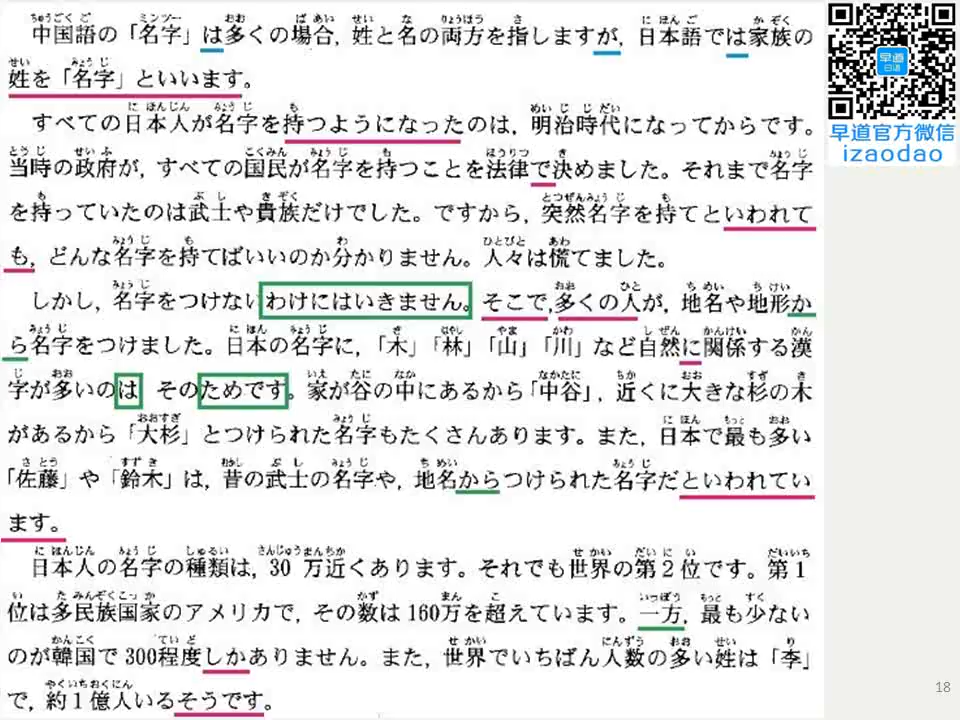 中国語の「名字」は多くの場合，姓と名の両方を指しますが，日本語では家族の
姓を「名字」といいます。
すべての日本人が名字を持つようになったのは，明治時代になってからです。
当時の政府が，すべての国民が名字を持つことを法律で決めました。それまで名字
を持っていたのは武士や貴族だけでした。ですから，突然名字を持てといわれて
も，どんな名字を持てばいいのか分かりません。人々は慌てました。
しかし，名字をつけないわけにはいきません。そこで，多くの人が，地名や地形か
ら名字をつけました。日本の名字に，「木」「林」「山」「川」など自然に関係する漢
字が多いのは そのためです。家が谷の中にあるから「中谷」，近くに大きな杉の木
があるから「大杉」とつけられた名字もたくさんあります。また，日本で最も多い
「佐藤」や「鈴木」は，昔の武士の名字や，地名からつけられた名字だといわれてい
ます。
日本人の名字の種類は，30 万近くあります。それでも世界の第2位です。第1
位は多民族国家のアメリカで，その数は160万を超えています。一方，最も少ない
のが韓国で300程度しかありません。また，世界でいちばん人数の多い姓は「李」
で，約1億人いるそうです。
早道
日语
早道官方微信
izaodao
18